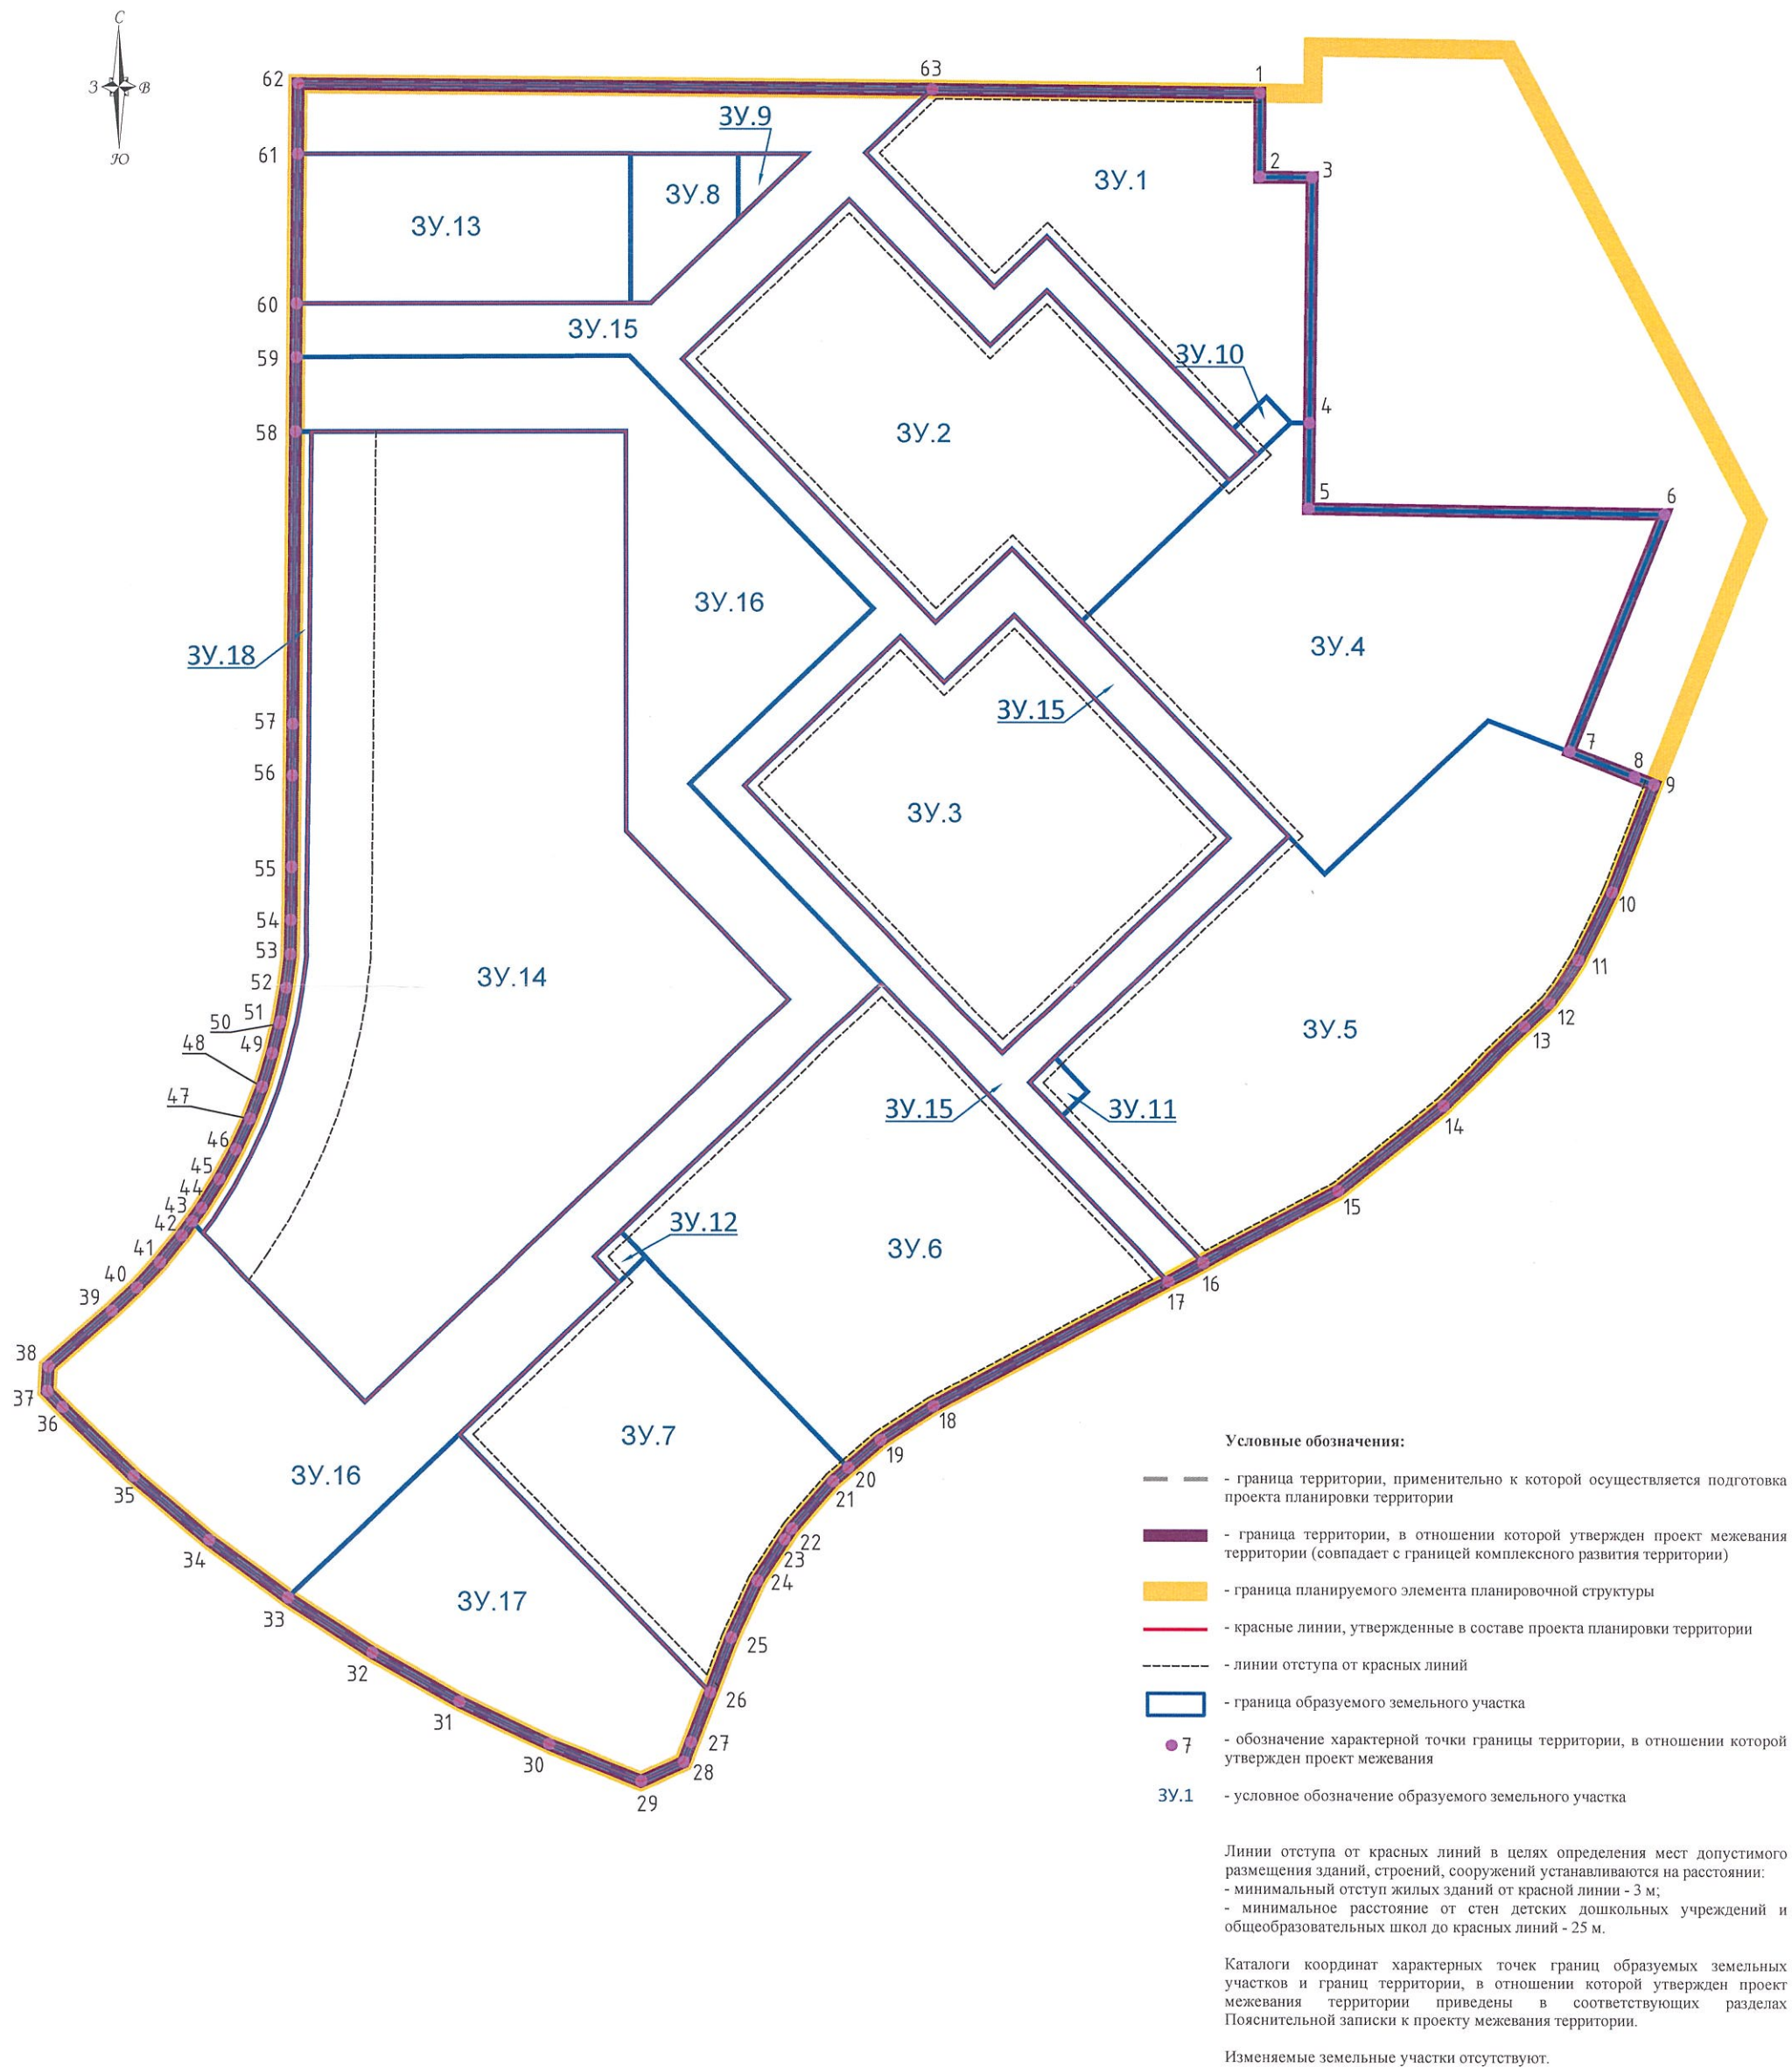 С
З В
Ю
62
63
1
ЗУ.9
61
2
3
ЗУ.1
ЗУ.8
ЗУ.13
60
ЗУ.15
59
ЗУ.10
4
58
ЗУ.2
5
6
ЗУ.16
ЗУ.18
ЗУ.4
57
ЗУ.15
7
56
8
9
ЗУ.3
55
10
54
53
11
52
ЗУ.14
51
50
12
ЗУ.5
49
13
48
47
ЗУ.15
ЗУ.11
14
46
45
44
43
42
ЗУ.12
15
41
ЗУ.6
40
16
39
17
38
37
36
18
ЗУ.7
19
35
ЗУ.16
20
21
22
34
23
24
33
ЗУ.17
25
32
26
31
27
30
28
29
Условные обозначения:
- граница территории, применительно к которой осуществляется подготовка
проекта планировки территории
- граница территории, в отношении которой утвержден проект межевания
территории (совпадает с границей комплексного развития территории)
- граница планируемого элемента планировочной структуры
- красные линии, утвержденные в составе проекта планировки территории
- линии отступа от красных линий
- граница образуемого земельного участка
7 - обозначение характерной точки границы территории, в отношении которой
утвержден проект межевания
ЗУ.1 - условное обозначение образуемого земельного участка
Линии отступа от красных линий в целях определения мест допустимого
размещения зданий, строений, сооружений устанавливаются на расстоянии:
- минимальный отступ жилых зданий от красной линии - 3 м;
- минимальное расстояние от стен детских дошкольных учреждений и
общеобразовательных школ до красных линий - 25 м.
Каталоги координат характерных точек границ образуемых земельных
участков и границ территории, в отношении которой утвержден проект
межевания территории приведены в соответствующих разделах
Пояснительной записки к проекту межевания территории.
Изменяемые земельные участки отсутствуют.